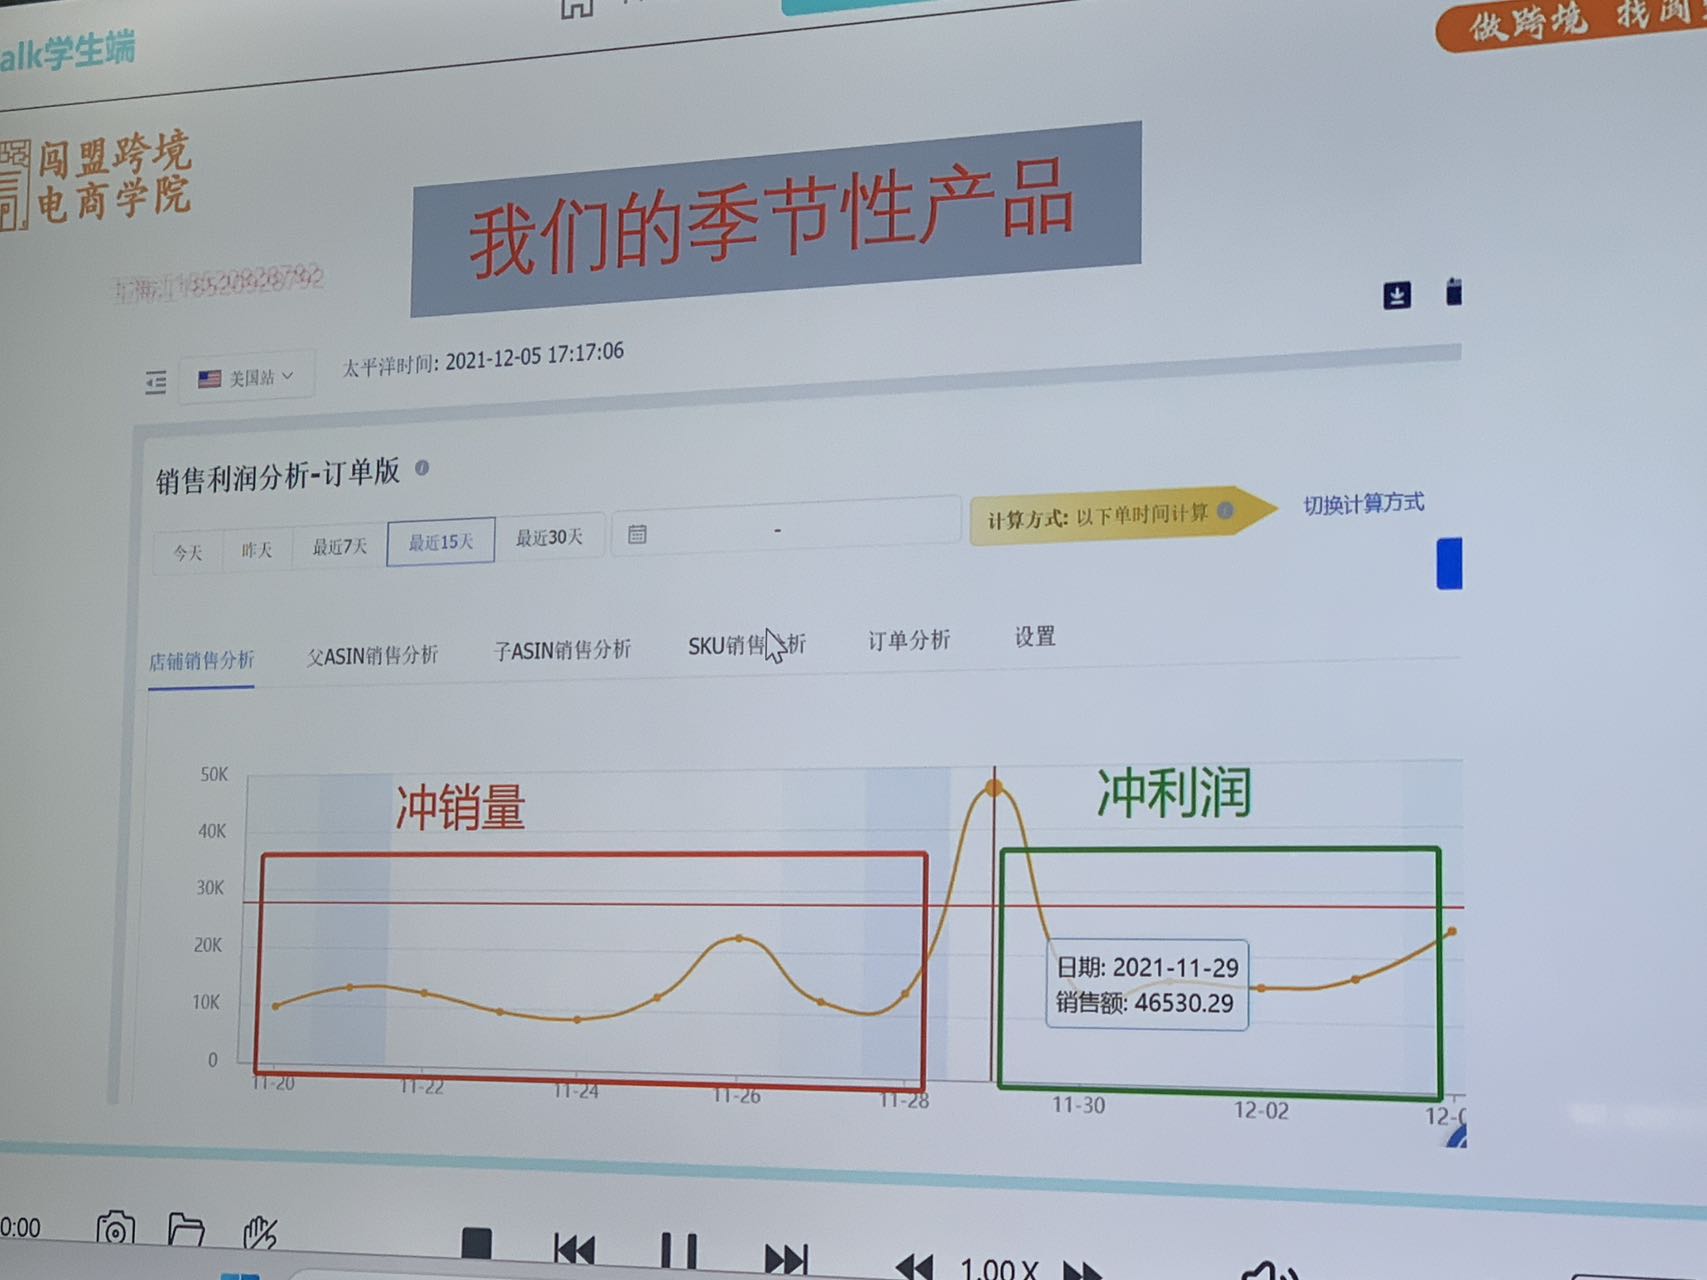 alk学生端
做跨境 找闯
闯盟跨境
电商学院
我们的季节性产品
美国站
太平洋时间: 2021-12-05 17:17:06
销售利润分析-订单版
今天 昨天 最近7天 最近15天 最近30天 -
计算方式: 以下单时间计算
切换计算方式
店铺销售分析 父ASIN销售分析 子ASIN销售分析 SKU销售分析 订单分析 设置
50K
40K
30K
20K
10K
0
冲销量
冲利润
日期: 2021-11-29
销售额: 46530.29
11-20 11-22 11-24 11-26 11-28 11-30 12-02 12-0
0:00
1.00 X